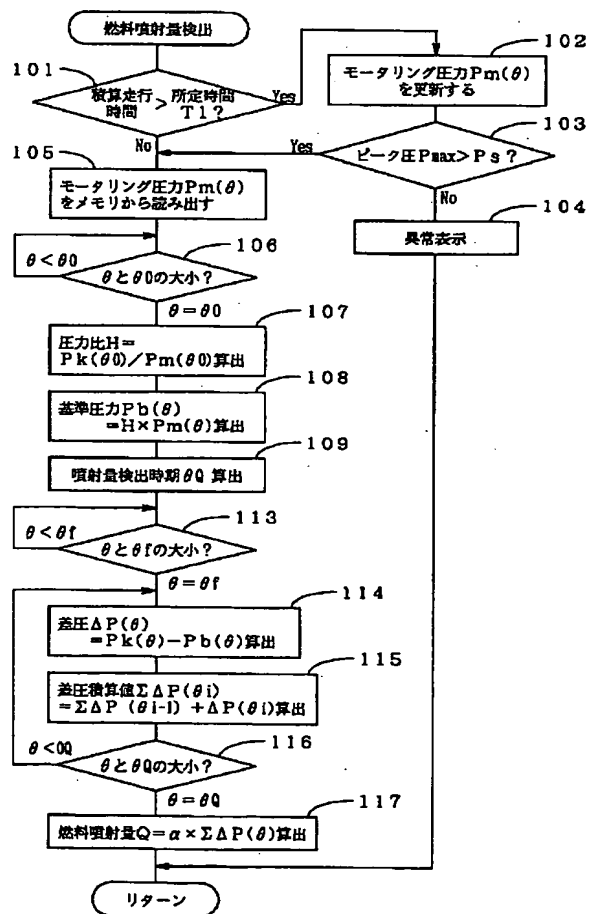 燃料噴射量検出
101
積算走行時間 > 所定時間T1?
Yes
No
102
モータリング圧力Pm(θ)
を更新する
103
ピーク圧Pmax>Ps?
Yes
No
104
異常表示
105
モータリング圧力Pm(θ)
をメモリから読み出す
106
θ<θ0
θとθ0の大小?
θ=θ0
107
圧力比H=
Pk(θ0)/Pm(θ0)算出
108
基準圧力Pb(θ)
=H×Pm(θ)算出
109
噴射量検出時期θQ 算出
113
θ<θf
θとθfの大小?
θ=θf
114
差圧ΔP(θ)
=Pk(θ)−Pb(θ)算出
115
差圧積算値ΣΔP(θi)
=ΣΔP (θi-1) +ΔP(θi)算出
116
θ<θQ
θとθQの大小?
θ=θQ
117
燃料噴射量Q=α×ΣΔP(θ)算出
リターン